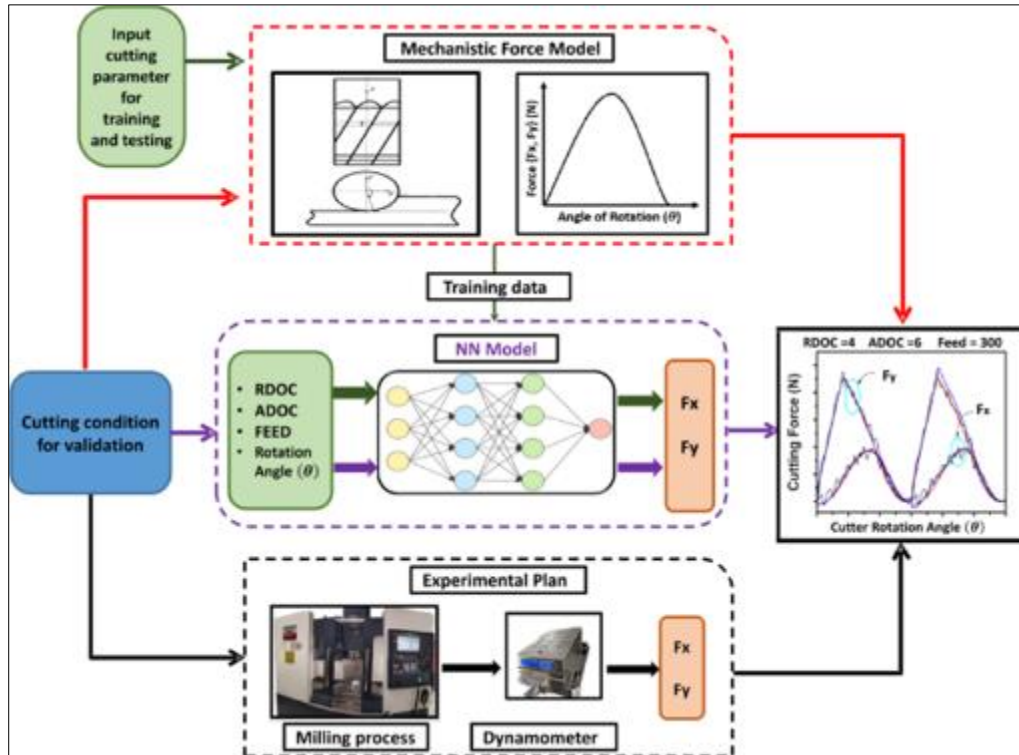 Input
cutting
parameter
for
training
and testing
Mechanistic Force Model
Force (Fx, Fy) (N)
Angle of Rotation (θ)
Training data
NN Model
• RDOC
• ADOC
• FEED
• Rotation
Angle (θ)
Fx
Fy
Cutting condition
for validation
RDOC =4 ADOC =6 Feed = 300
Fy
Fx
Cutting Force (N)
Cutter Rotation Angle (θ)
Experimental Plan
Fx
Fy
Milling process
Dynamometer